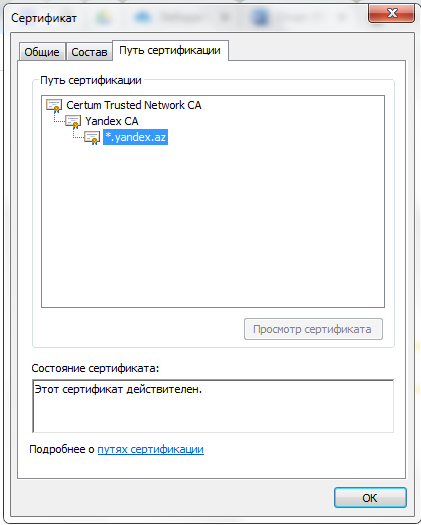 Сертификат
Общие
Состав
Путь сертификации
Путь сертификации
Certum Trusted Network CA
Yandex CA
*.yandex.az
Просмотр сертификата
Состояние сертификата:
Этот сертификат действителен.
Подробнее о путях сертификации
ОК